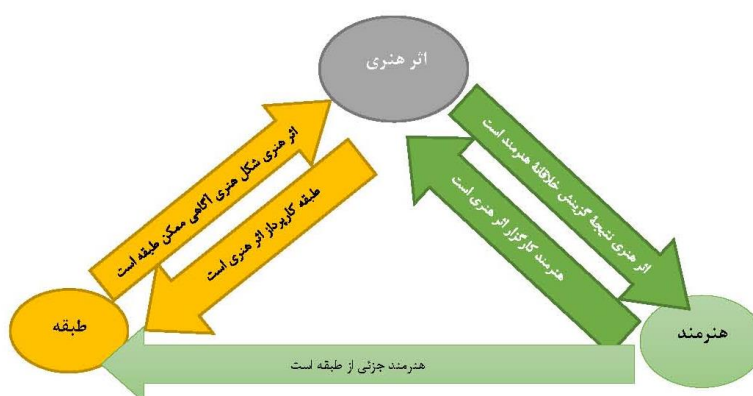 اثر هنری
اثر هنری شکل هنری آگاهی ممکن طبقه است
طبقه کارپرداز اثر هنری است
اثر هنری نتیجهٔ گزینش خلاقانهٔ هنرمند است
هنرمند کارگزار اثر هنری است
هنرمند
طبقه
هنرمند جزئی از طبقه است